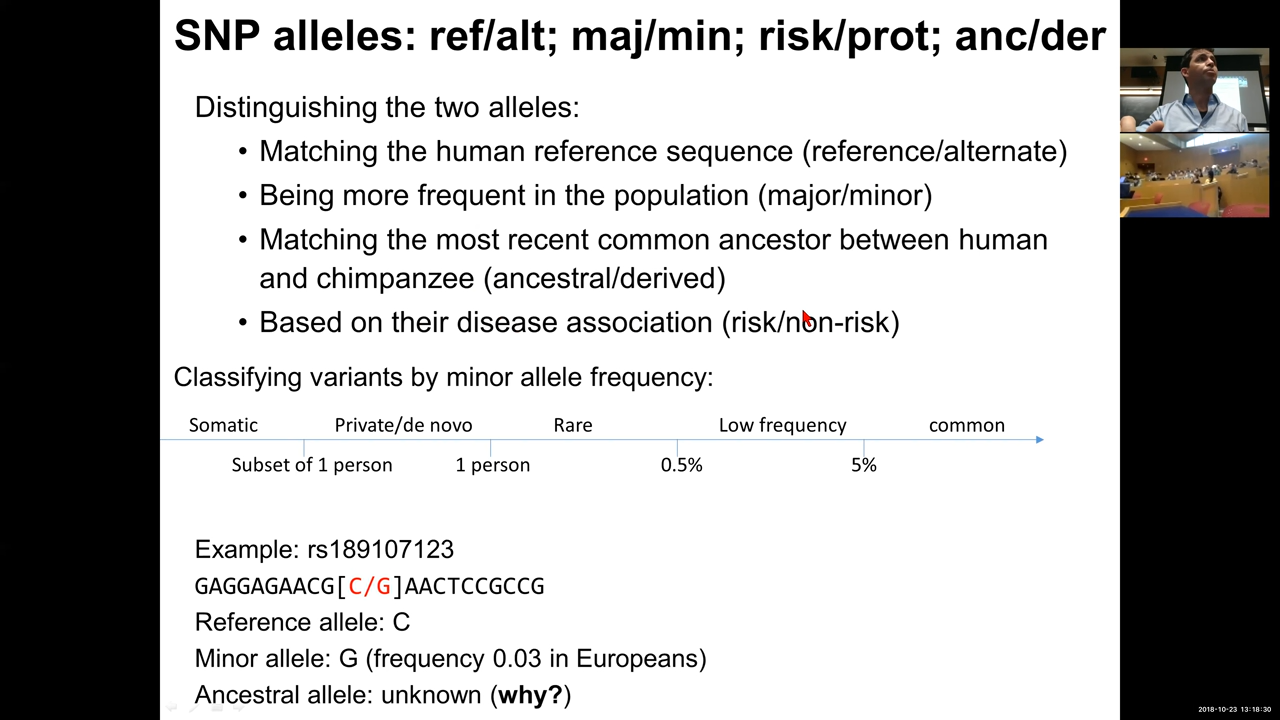 SNP alleles: ref/alt; maj/min; risk/prot; anc/der
Distinguishing the two alleles:
• Matching the human reference sequence (reference/alternate)
• Being more frequent in the population (major/minor)
• Matching the most recent common ancestor between human
and chimpanzee (ancestral/derived)
• Based on their disease association (risk/non-risk)
Classifying variants by minor allele frequency:
Somatic Private/de novo Rare Low frequency common
Subset of 1 person 1 person 0.5% 5%
Example: rs189107123
GAGGAGAACG[C/G]AACTCCGCCG
Reference allele: C
Minor allele: G (frequency 0.03 in Europeans)
Ancestral allele: unknown (why?)
2018-10-23 13:18:30